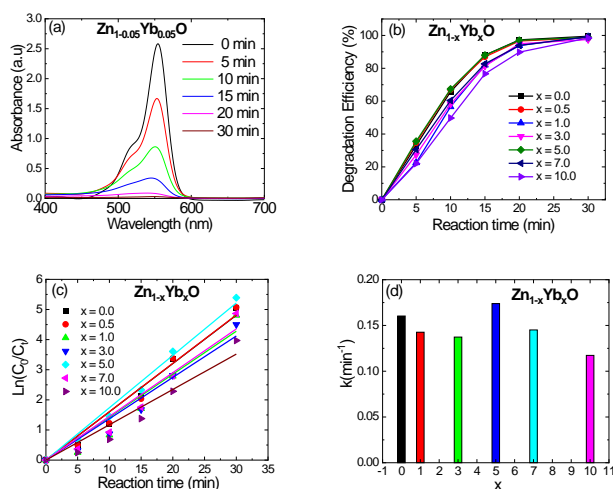 (a)
Zn1-0.05Yb0.05O
0 min
5 min
10 min
15 min
20 min
30 min
3.0
2.5
2.0
1.5
1.0
0.5
0.0
Absorbance (a.u)
400 500 600 700
Wavelength (nm)
(b)
Zn1-xYbxO
x = 0.0
x = 0.5
x = 1.0
x = 3.0
x = 5.0
x = 7.0
x = 10.0
100
80
60
40
20
0
Degradation Efficiency (%)
0 5 10 15 20 25 30 35
Reaction time (min)
(c)
Zn1-xYbxO
x = 0.0
x = 0.5
x = 1.0
x = 3.0
x = 5.0
x = 7.0
x = 10.0
6
5
4
3
2
1
0
Ln(C0/Ct)
0 5 10 15 20 25 30 35
Reaction time (min)
(d)
Zn1-xYbxO
0.20
0.15
0.10
0.05
0.00
k(min-1)
-1 0 1 2 3 4 5 6 7 8 9 10 11
x